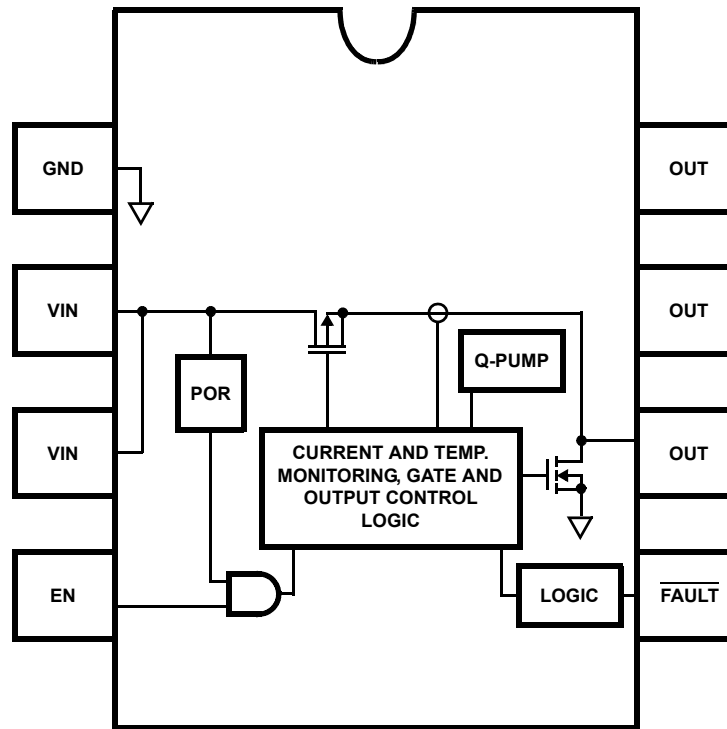 GND
OUT
VIN
OUT
Q-PUMP
POR
VIN
CURRENT AND TEMP.
MONITORING, GATE AND
OUTPUT CONTROL
LOGIC
OUT
EN
LOGIC
FAULT